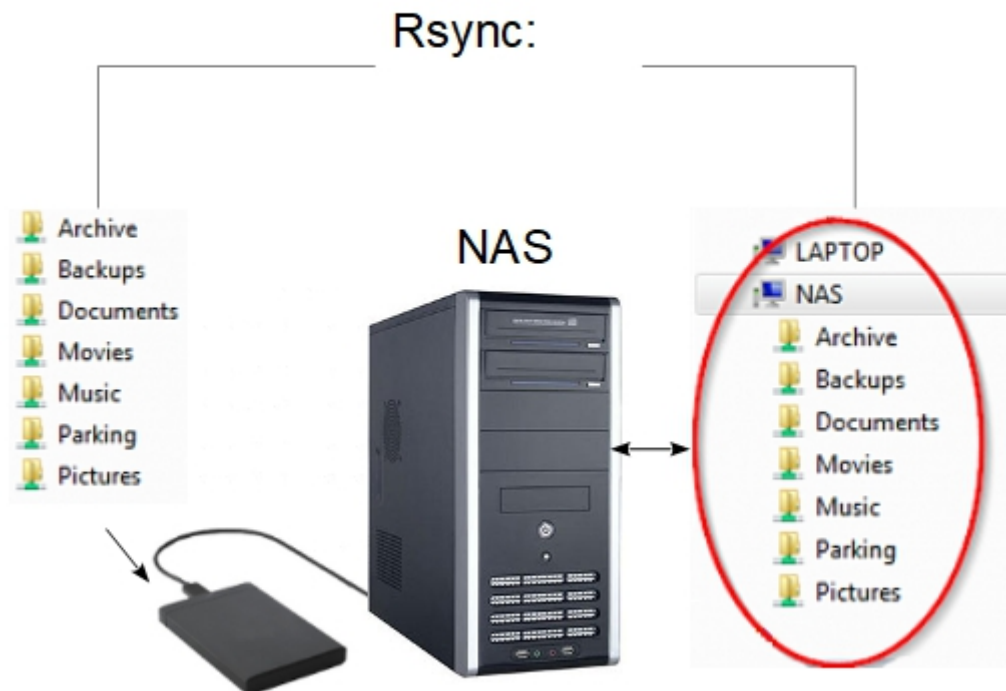 Rsync:
Archive
Backups
Documents
Movies
Music
Parking
Pictures
NAS
LAPTOP
NAS
Archive
Backups
Documents
Movies
Music
Parking
Pictures